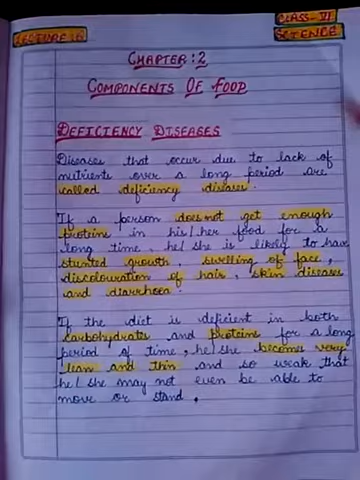 LECTURE:6
CLASS-VI
SCIENCE
CHAPTER:2
COMPONENTS OF FOOD
DEFICIENCY DISEASES
Diseases that occur due to lack of
nutrients over a long period are
called deficiency diseases.
If a person does not get enough
proteins in his/her food for a
long time, he/she is likely to have
stunted growth, swelling of face,
discolouration of hair, skin diseases
and diarrhoea.
If the diet is deficient in both
carbohydrates and proteins for a long
period of time, he/she becomes very
lean and thin and so weak that
he/she may not even be able to
move or stand.